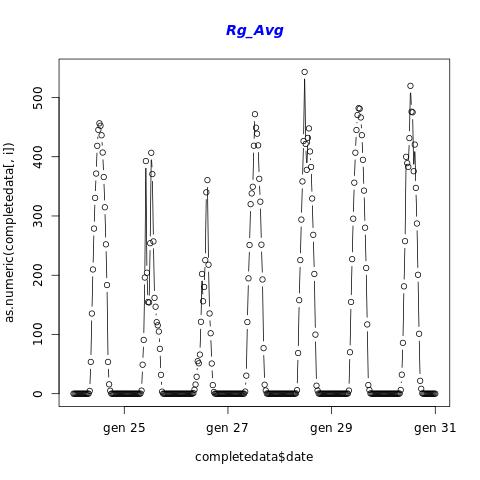 Rg_Avg
as.numeric(completedata[, i])
500
400
300
200
100
0
gen 25 gen 27 gen 29 gen 31
completedata$date